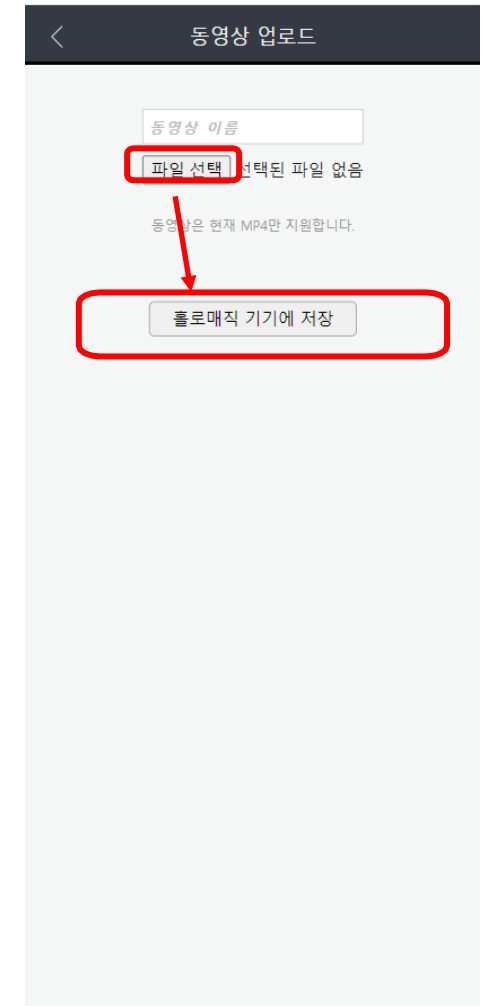 동영상 업로드
동영상 이름
파일 선택 선택된 파일 없음
동영상은 현재 MP4만 지원합니다.
홀로매직 기기에 저장